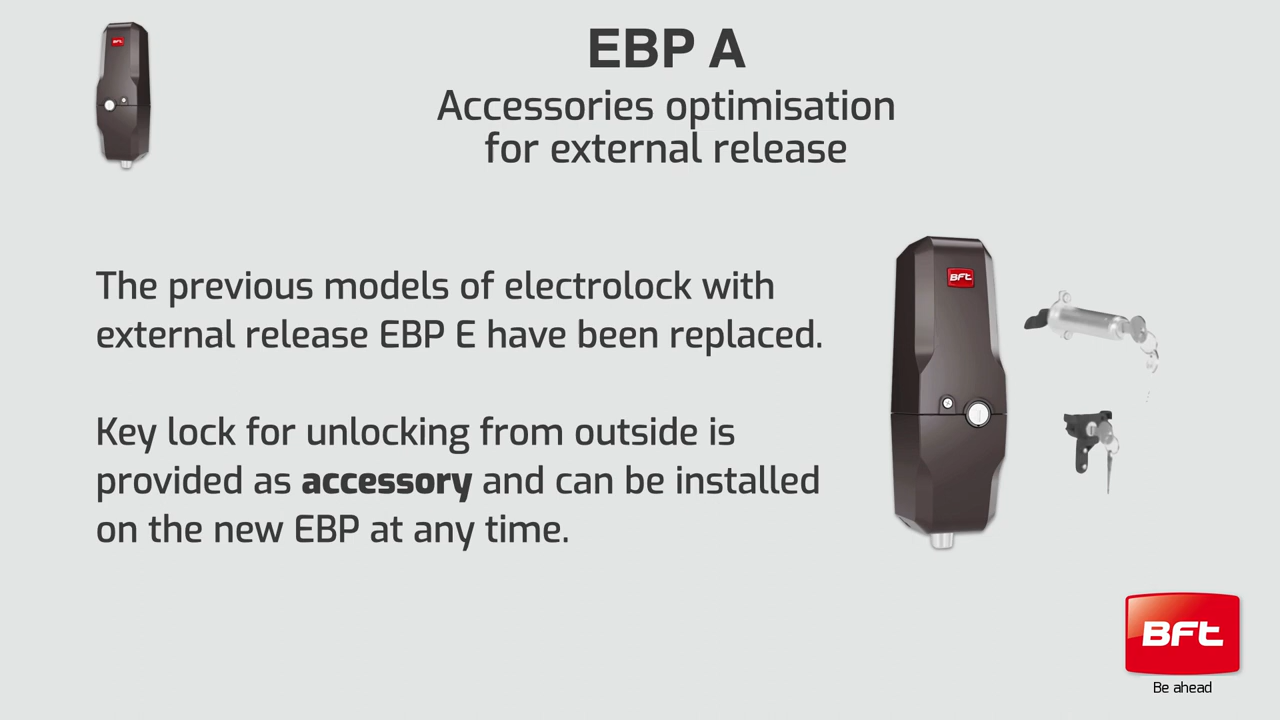 EBP A
Accessories optimisation
for external release
BFt
The previous models of electrolock with
external release EBP E have been replaced.
Key lock for unlocking from outside is
provided as accessory and can be installed
on the new EBP at any time.
BFt
BFt
Be ahead